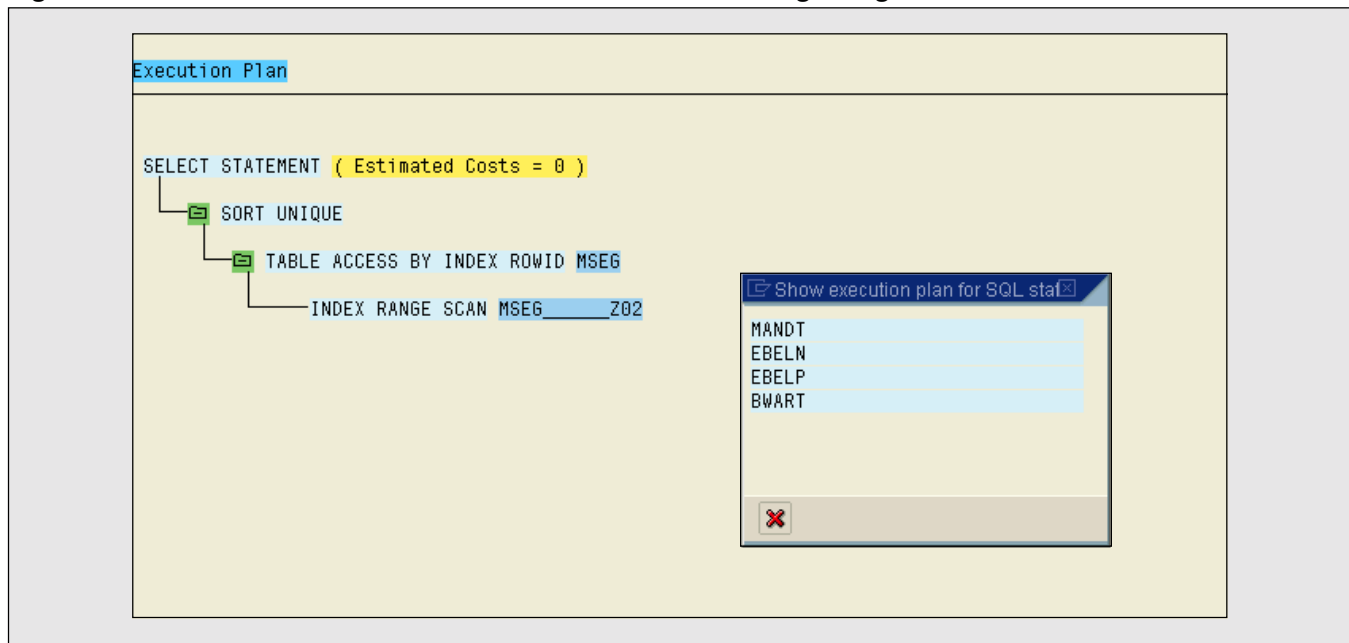 Execution Plan
SELECT STATEMENT ( Estimated Costs = 0 )
SORT UNIQUE
TABLE ACCESS BY INDEX ROWID MSEG
INDEX RANGE SCAN MSEG______Z02
Show execution plan for SQL stat
MANDT
EBELN
EBELP
BWART